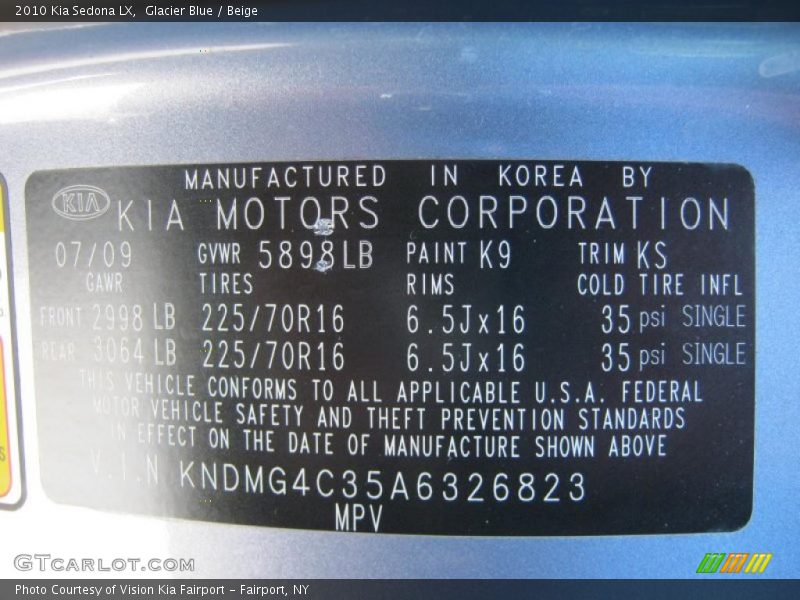 2010 Kia Sedona LX, Glacier Blue / Beige
MANUFACTURED IN KOREA BY
KIA KIA MOTORS CORPORATION
07/09 GVWR 5898LB PAINT K9 TRIM KS
GAWR TIRES RIMS COLD TIRE INFL
FRONT 2998 LB 225/70R16 6.5Jx16 35 psi SINGLE
REAR 3064 LB 225/70R16 6.5Jx16 35 psi SINGLE
THIS VEHICLE CONFORMS TO ALL APPLICABLE U.S.A. FEDERAL
MOTOR VEHICLE SAFETY AND THEFT PREVENTION STANDARDS
IN EFFECT ON THE DATE OF MANUFACTURE SHOWN ABOVE
V.I.N KNDMG4C35A6326823
MPV
GTcarlot.com
Photo Courtesy of Vision Kia Fairport - Fairport, NY